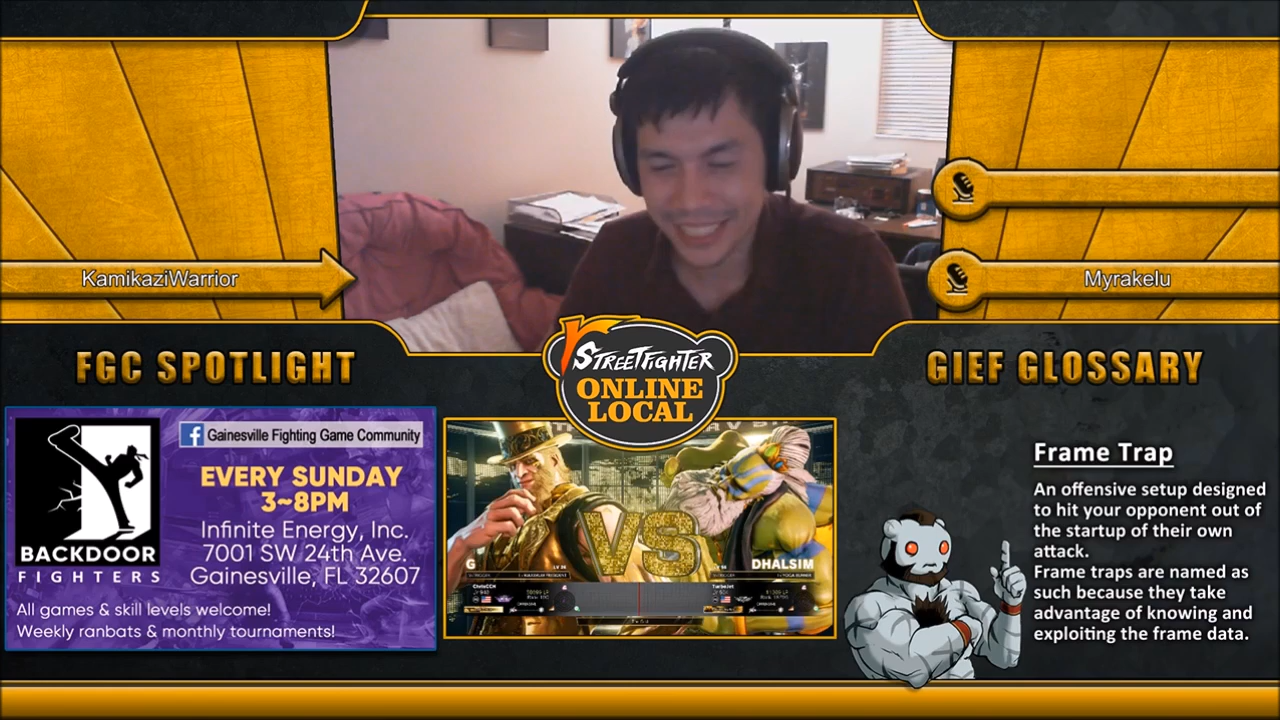 KamikaziWarrior
Myrakelu
FGC SPOTLIGHT
STREETFIGHTER
ONLINE
LOCAL
GIEF GLOSSARY
Gainesville Fighting Game Community
EVERY SUNDAY
3~8PM
Infinite Energy, Inc.
7001 SW 24th Ave.
Gainesville, FL 32607
BACKDOOR
FIGHTERS
All games & skill levels welcome!
Weekly ranbats & monthly tournaments!
VS
G
DHALSIM
Frame Trap
An offensive setup designed
to hit your opponent out of
the startup of their own
attack.
Frame traps are named as
such because they take
advantage of knowing and
exploiting the frame data.